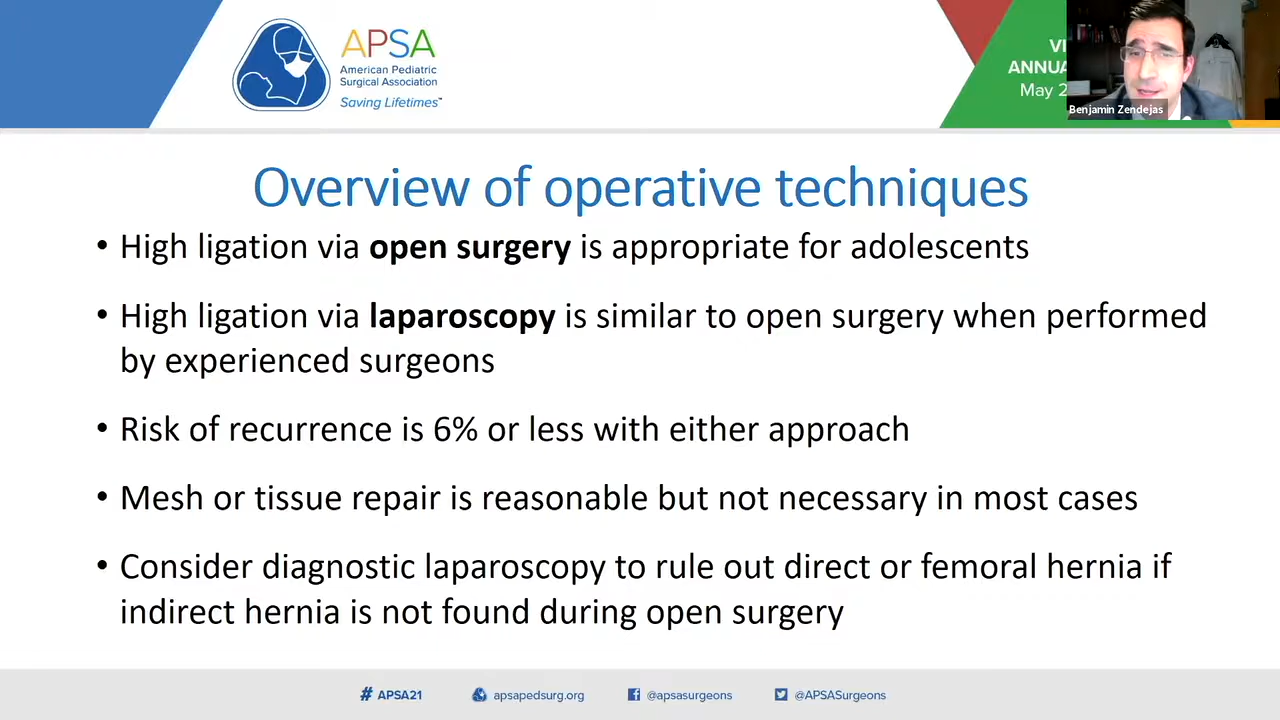 APSA
American Pediatric
Surgical Association
Saving Lifetimes™
VI
ANNUA
May 2
Benjamin Zendejas
Overview of operative techniques
• High ligation via open surgery is appropriate for adolescents
• High ligation via laparoscopy is similar to open surgery when performed
by experienced surgeons
• Risk of recurrence is 6% or less with either approach
• Mesh or tissue repair is reasonable but not necessary in most cases
• Consider diagnostic laparoscopy to rule out direct or femoral hernia if
indirect hernia is not found during open surgery
# APSA21
apsapedsurg.org
@apsasurgeons
@APSASurgeons